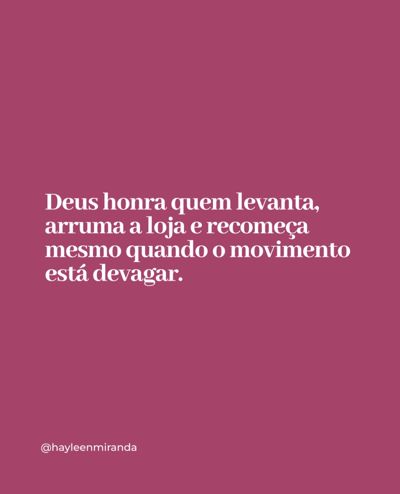 Deus honra quem levanta,
arruma a loja e recomeça
mesmo quando o movimento
está devagar.
@hayleenmiranda